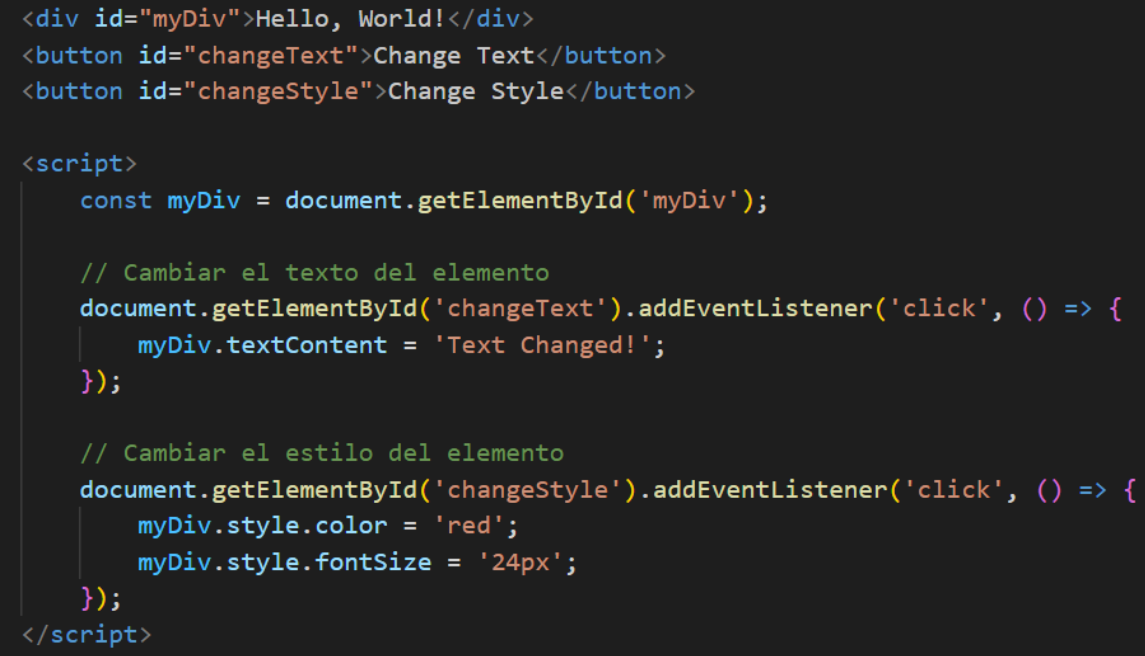 <div id="myDiv">Hello, World!</div>
<button id="changeText">Change Text</button>
<button id="changeStyle">Change Style</button>
<script>
const myDiv = document.getElementById('myDiv');
// Cambiar el texto del elemento
document.getElementById('changeText').addEventListener('click', () => {
myDiv.textContent = 'Text Changed!';
});
// Cambiar el estilo del elemento
document.getElementById('changeStyle').addEventListener('click', () => {
myDiv.style.color = 'red';
myDiv.style.fontSize = '24px';
});
</script>